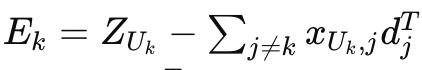 $E_k = Z_{U_k} - \sum_{j \neq k} x_{U_k, j} d_j^T$